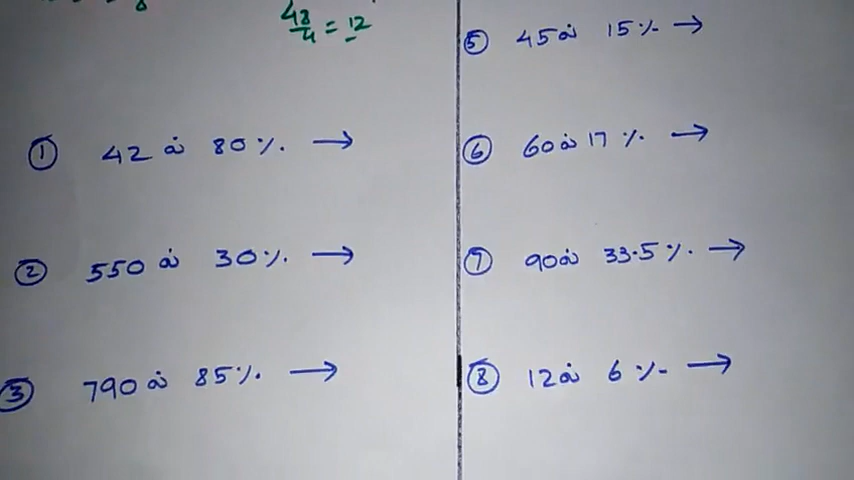 48/4 = 12
① 42 ல் 80 % →
② 550 ல் 30 % →
③ 790 ல் 85 % →
⑤ 45 ல் 15 % →
⑥ 60 ல் 17 % →
⑦ 90 ல் 33.5 % →
⑧ 12 ல் 6 % →